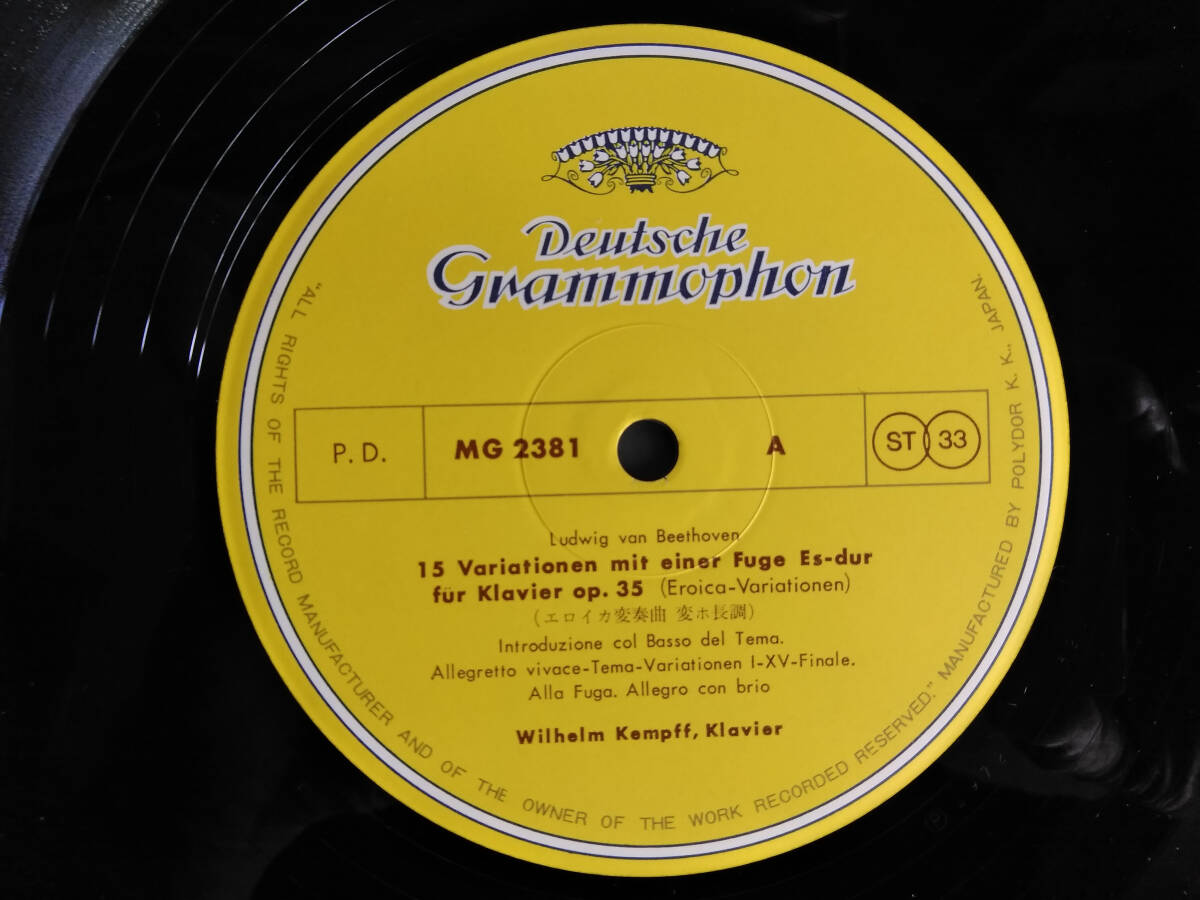 Deutsche
Grammophon
P. D.
MG 2381
A
ST 33
Ludwig van Beethoven
15 Variationen mit einer Fuge Es-dur
für Klavier op. 35 (Eroica-Variationen)
(エロイカ変奏曲 変ホ長調)
Introduzione col Basso del Tema.
Allegretto vivace-Tema-Variationen I-XV-Finale.
Alla Fuga. Allegro con brio
Wilhelm Kempff, Klavier
"ALL RIGHTS OF THE RECORD MANUFACTURER AND OF THE OWNER OF THE WORK RECORDED RESERVED." MANUFACTURED BY POLYDOR K. K., JAPAN.